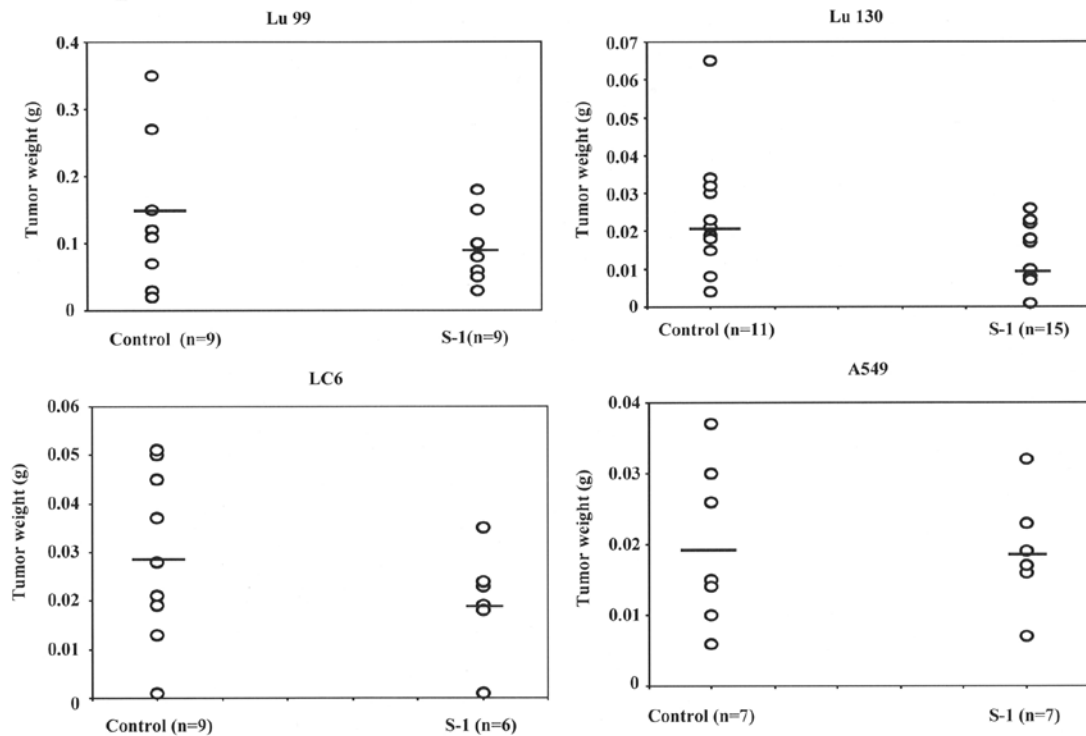 Lu 99
Tumor weight (g)
0.4
0.3
0.2
0.1
0
Control (n=9)
S-1(n=9)
Lu 130
Tumor weight (g)
0.07
0.06
0.05
0.04
0.03
0.02
0.01
0
Control (n=11)
S-1 (n=15)
LC6
Tumor weight (g)
0.06
0.05
0.04
0.03
0.02
0.01
0
Control (n=9)
S-1 (n=6)
A549
Tumor weight (g)
0.04
0.03
0.02
0.01
0
Control (n=7)
S-1 (n=7)